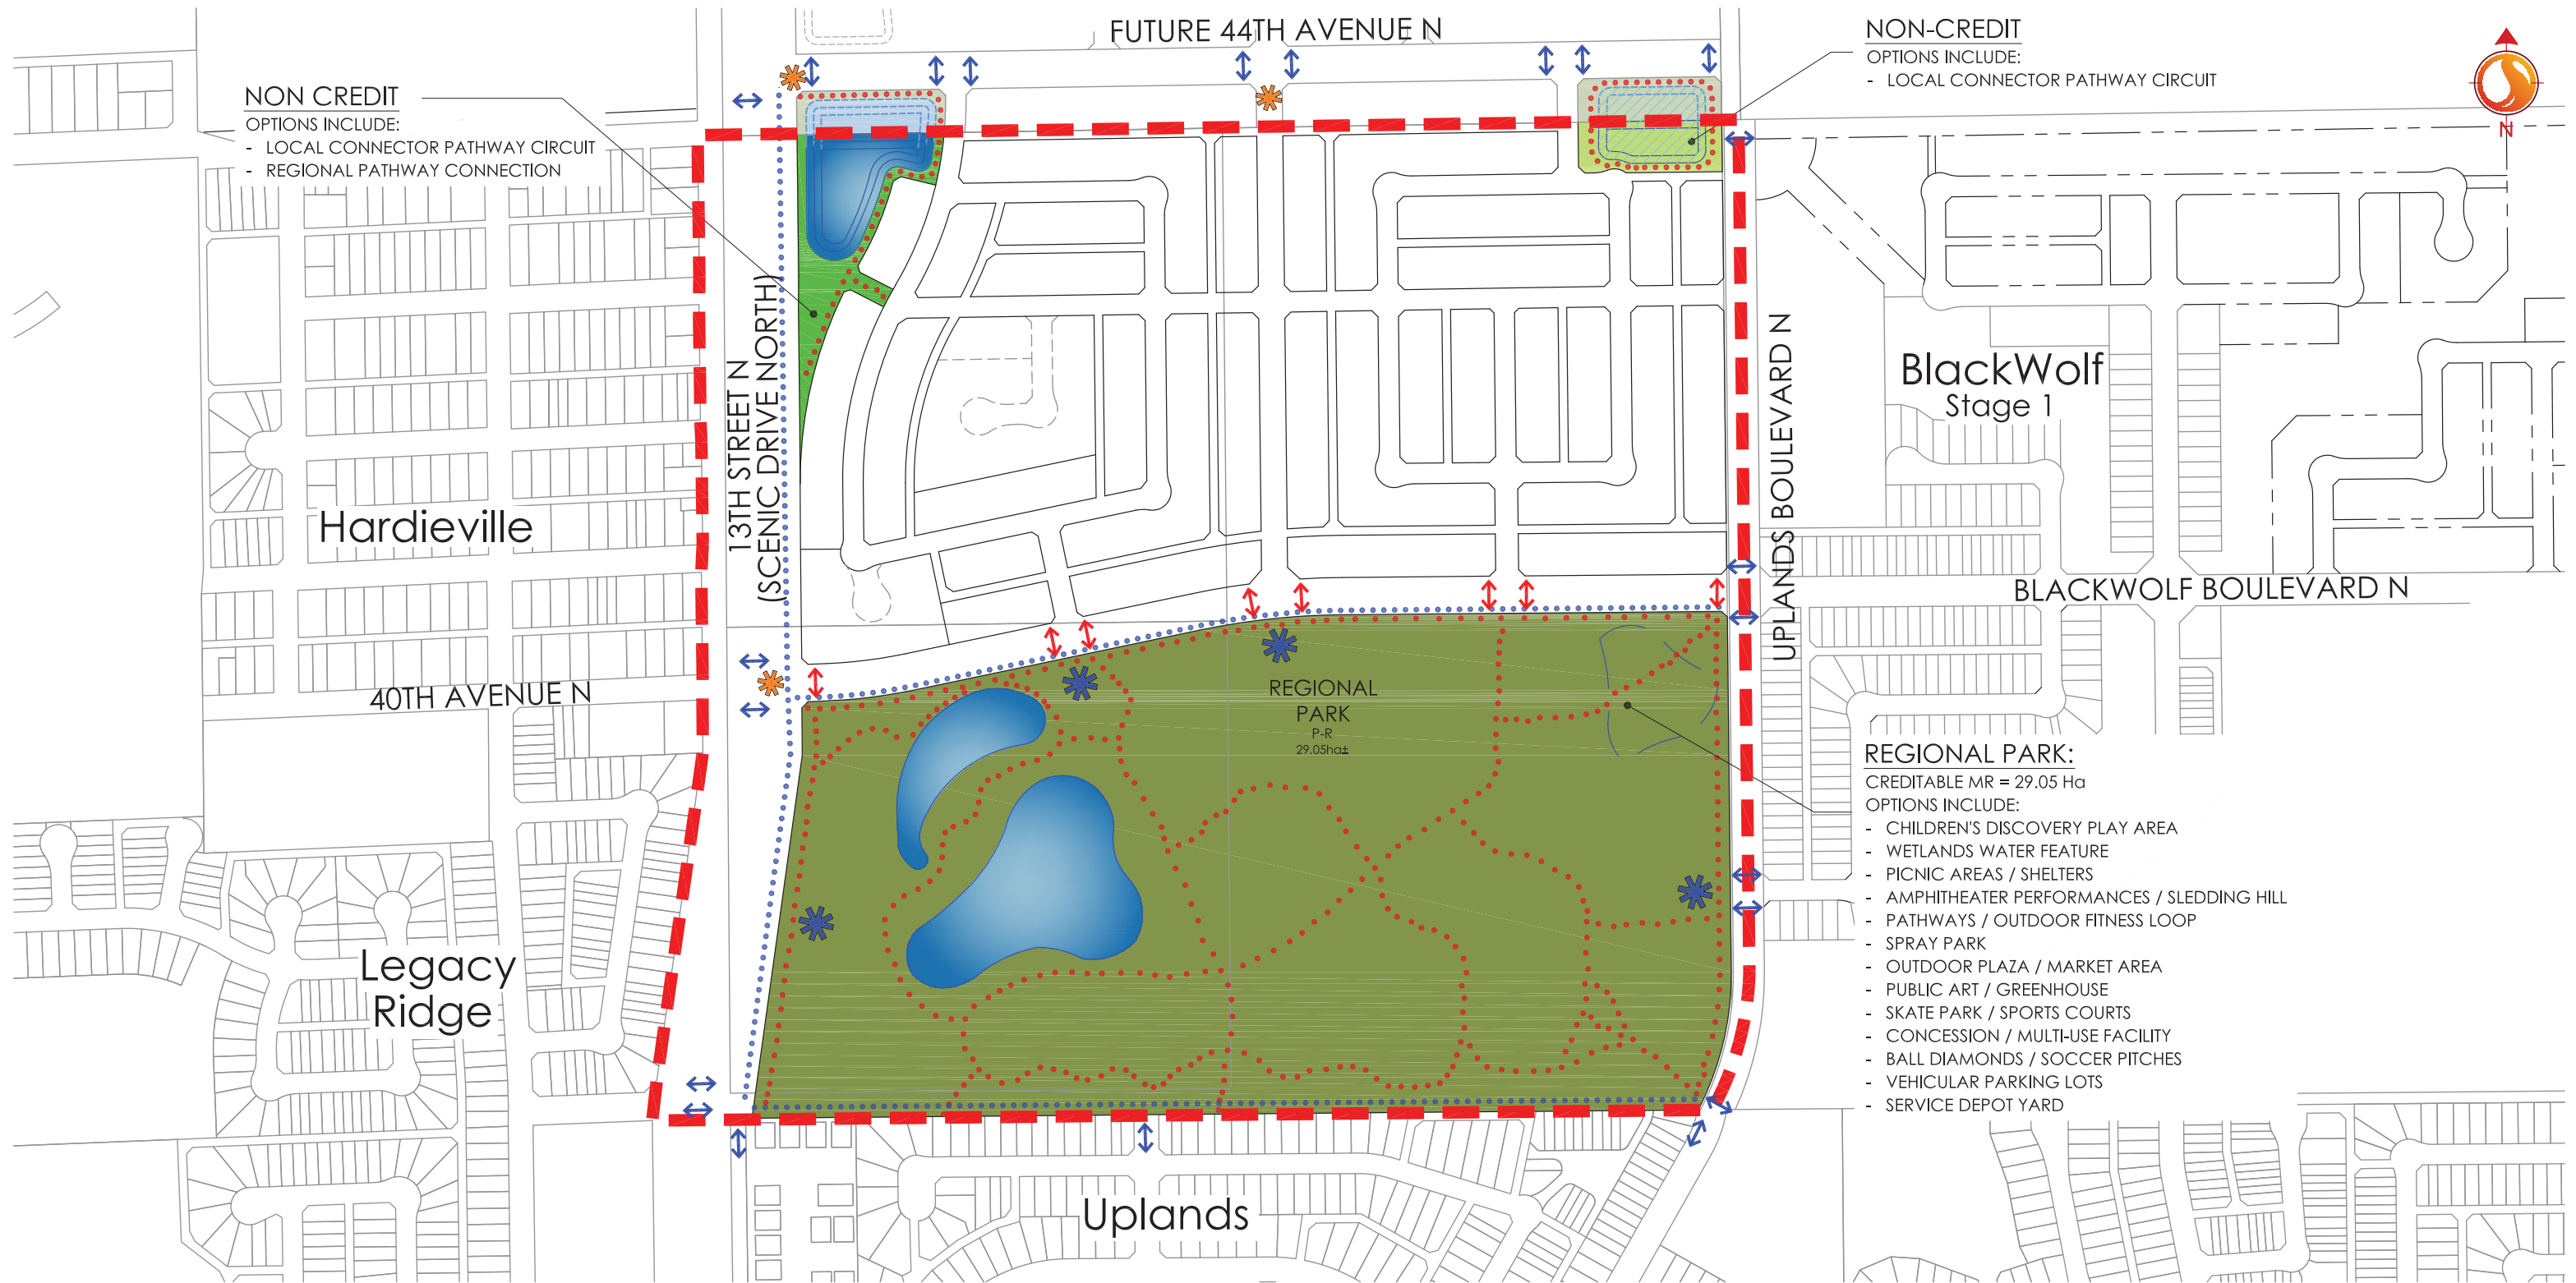 FUTURE 44TH AVENUE N
NON-CREDIT
OPTIONS INCLUDE:
- LOCAL CONNECTOR PATHWAY CIRCUIT
N
NON CREDIT
OPTIONS INCLUDE:
- LOCAL CONNECTOR PATHWAY CIRCUIT
- REGIONAL PATHWAY CONNECTION
13TH STREET N
(SCENIC DRIVE NORTH)
UPLANDS BOULEVARD N
BlackWolf
Stage 1
Hardieville
BLACKWOLF BOULEVARD N
40TH AVENUE N
REGIONAL
PARK
P-R
29.05ha±
REGIONAL PARK:
CREDITABLE MR = 29.05 Ha
OPTIONS INCLUDE:
- CHILDREN'S DISCOVERY PLAY AREA
- WETLANDS WATER FEATURE
- PICNIC AREAS / SHELTERS
- AMPHITHEATER PERFORMANCES / SLEDDING HILL
- PATHWAYS / OUTDOOR FITNESS LOOP
- SPRAY PARK
- OUTDOOR PLAZA / MARKET AREA
- PUBLIC ART / GREENHOUSE
- SKATE PARK / SPORTS COURTS
- CONCESSION / MULTI-USE FACILITY
- BALL DIAMONDS / SOCCER PITCHES
- VEHICULAR PARKING LOTS
- SERVICE DEPOT YARD
Legacy
Ridge
Uplands